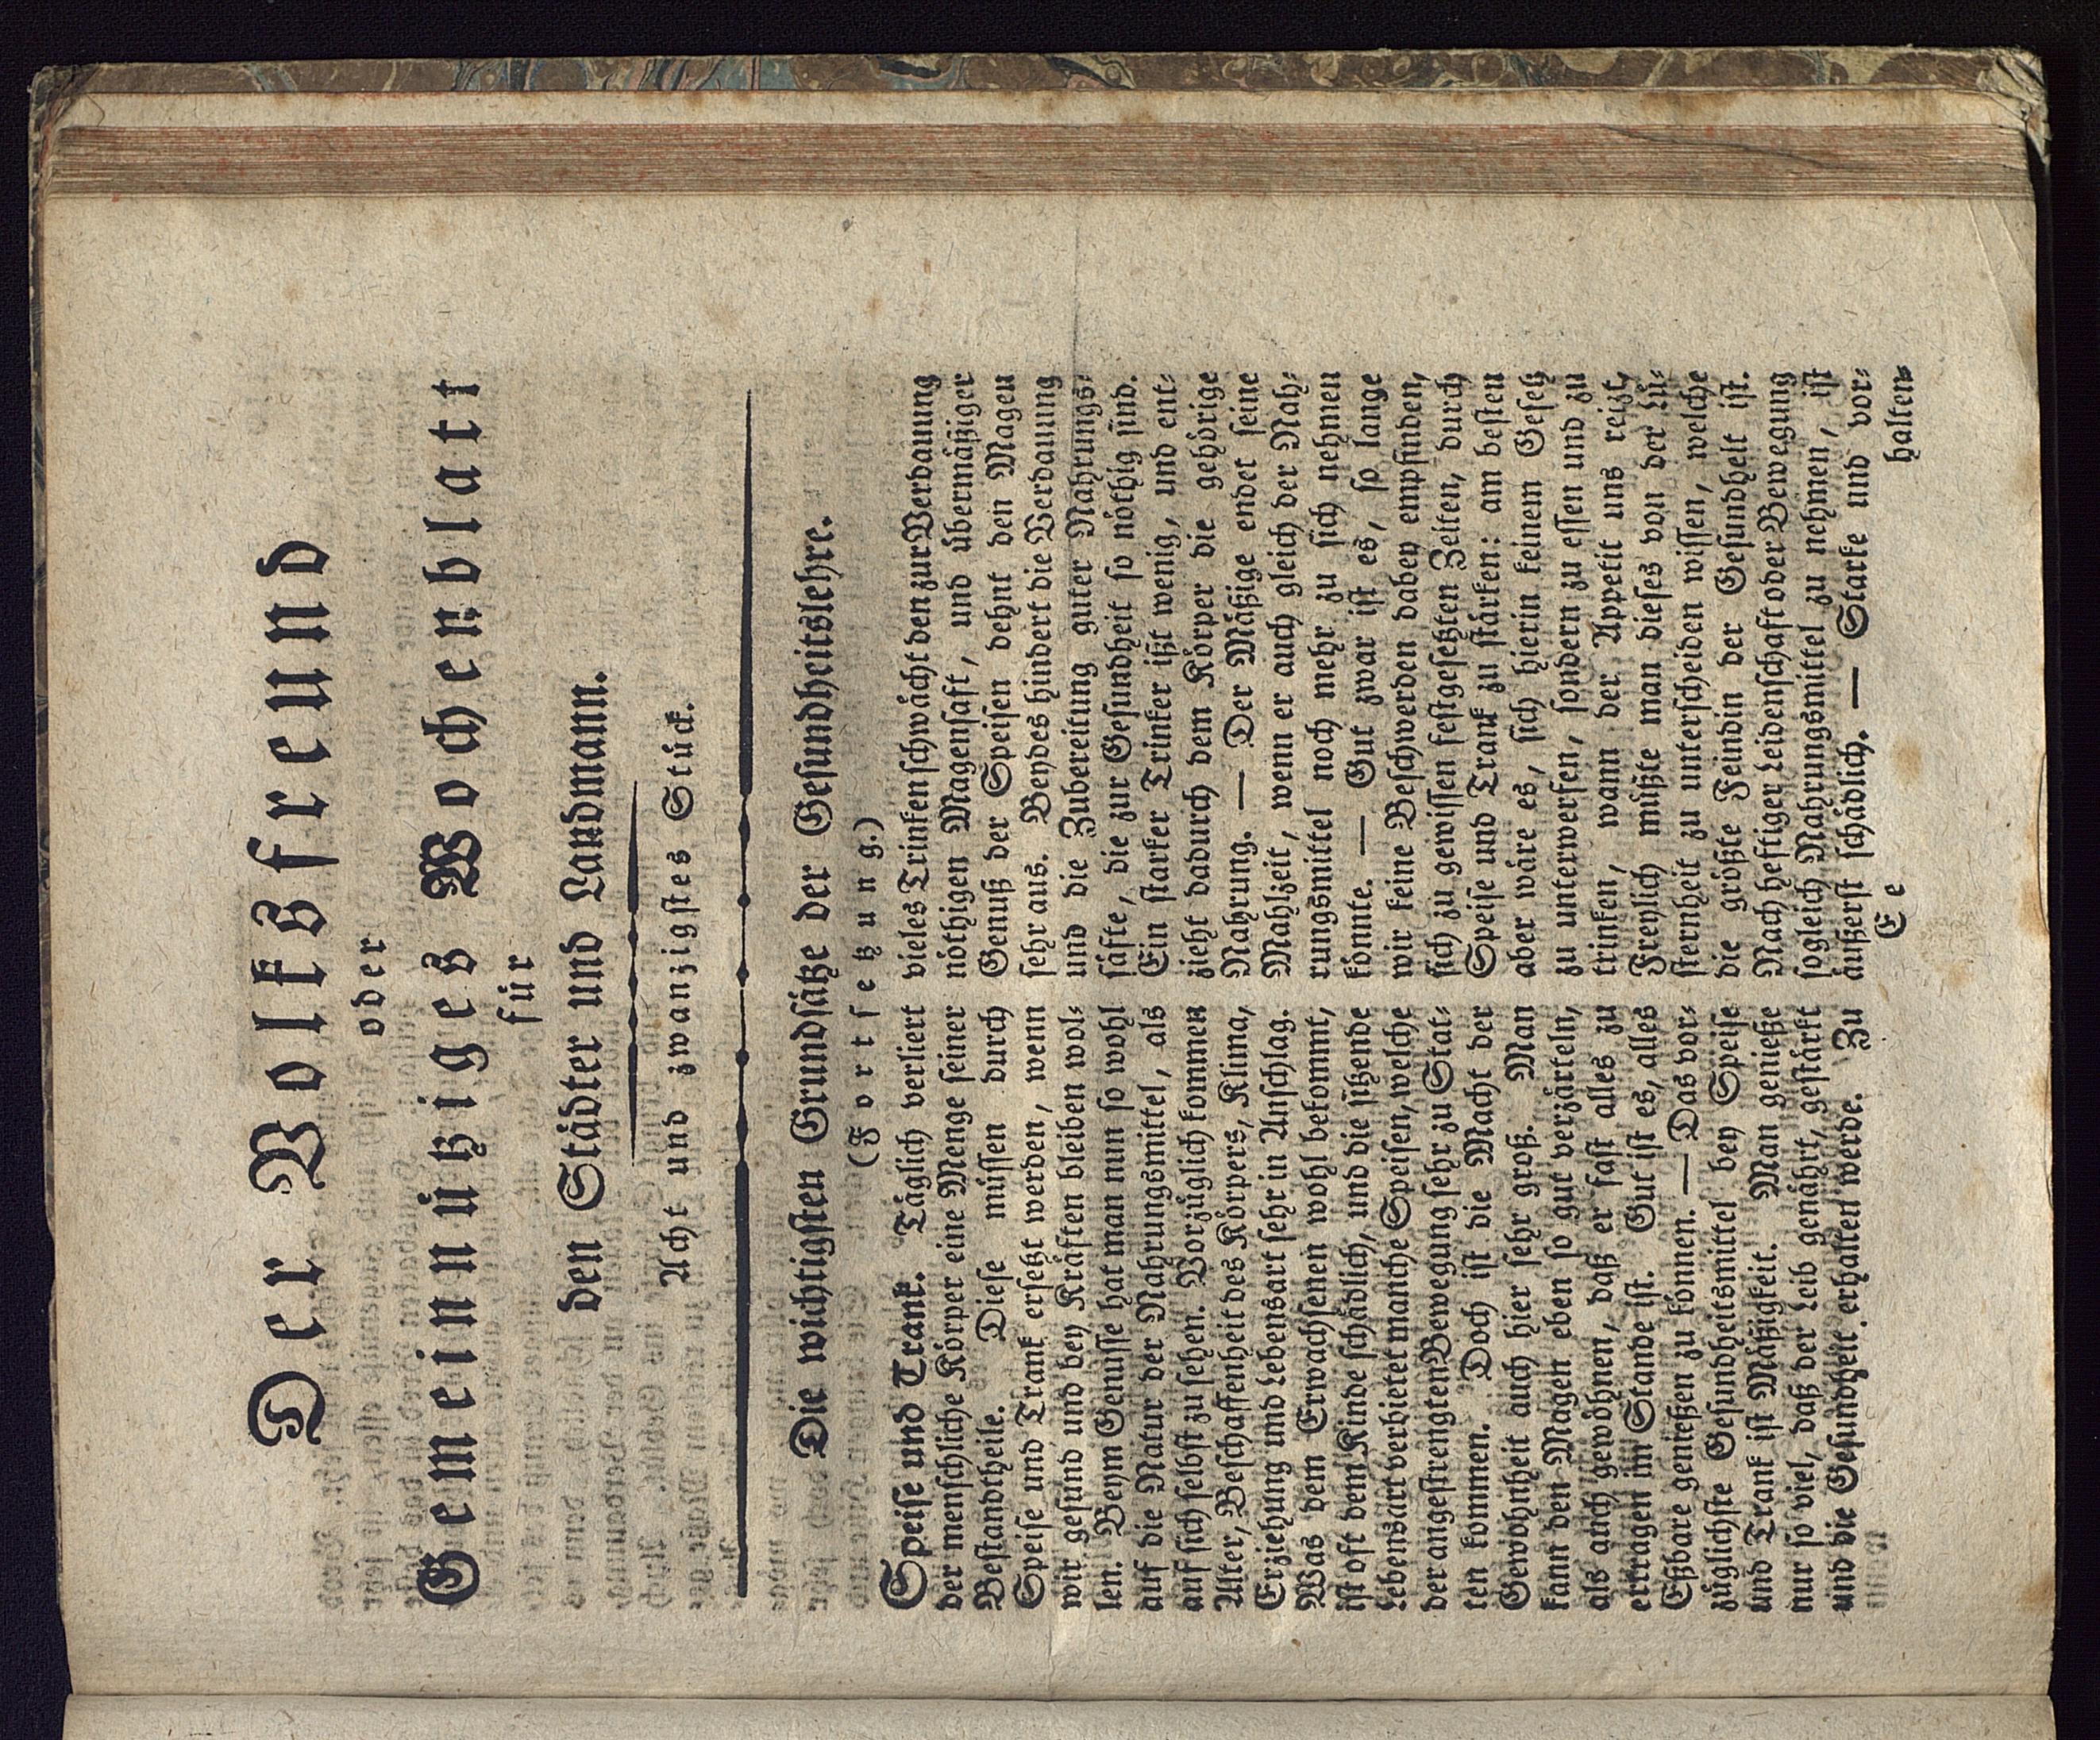 Der Volksfreund
oder
Gemeinnütziges Wochenblatt
für
den Städter und Landmann.
Acht und zwanzigstes Stück.
Die wichtigsten Grundsätze der Gesundheitslehre.
(Fortsetzung.)
Speise und Trank. Täglich verliert
der menschliche Körper eine Menge seiner
Bestandtheile. Diese müssen durch
Speise und Trank ersetzt werden, wenn
wir gesund und bey Kräften bleiben wol-
len. Beym Genusse hat man nun so wohl
auf die Natur der Nahrungsmittel, als
auf sich selbst zu sehen. Vorzüglich kommen
Alter, Beschaffenheit des Körpers, Klima,
Erziehung und Lebensart sehr in Anschlag.
Was dem Erwachsenen wohl bekommt,
ist oft dem Kinde schädlich, und die sitzende
Lebensart verbietet manche Speisen, welche
der angestrengten Bewegung sehr zu Stat-
ten kommen. Doch ist die Macht der
Gewohnheit auch hier sehr groß. Man
kann den Magen eben so gut verzärteln,
als auch gewöhnen, daß er fast alles zu
ertragen im Stande ist. Gut ist es, alles
Eßbare genießen zu können. — Das vor-
züglichste Gesundheitsmittel bey Speise
und Trank ist Mäßigkeit. Man genieße
nur so viel, daß der Leib genährt, gestärkt
und die Gesundheit erhalten werde. Zu
vieles Trinken schwächt den zur Verdauung
nöthigen Magensaft, und übermäßiger
Genuß der Speisen dehnt den Magen
sehr aus. Beydes hindert die Verdauung
und die Zubereitung guter Nahrungs-
säfte, die zur Gesundheit so nöthig sind.
Ein starker Trinker ißt wenig, und ent-
zieht dadurch dem Körper die gehörige
Nahrung. — Der Mäßige endet seine
Mahlzeit, wenn er auch gleich der Nah-
rungsmittel noch mehr zu sich nehmen
könnte. — Gut zwar ist es, so lange
wir keine Beschwerden dabey empfinden,
sich zu gewissen festgesetzten Zeiten, durch
Speise und Trank zu stärken: am besten
aber wäre es, sich hierin keinem Gesetz
zu unterwerfen, sondern zu essen und zu
trinken, wann der Appetit uns reizt,
Freylich müßte man dieses von der Lü-
sternheit zu unterscheiden wissen, welche
die größte Feindin der Gesundheit ist.
Nach heftiger Leidenschaft oder Bewegung
sogleich Nahrungsmittel zu nehmen, ist
äußerst schädlich. — Starke und vor-
Ee
halten-